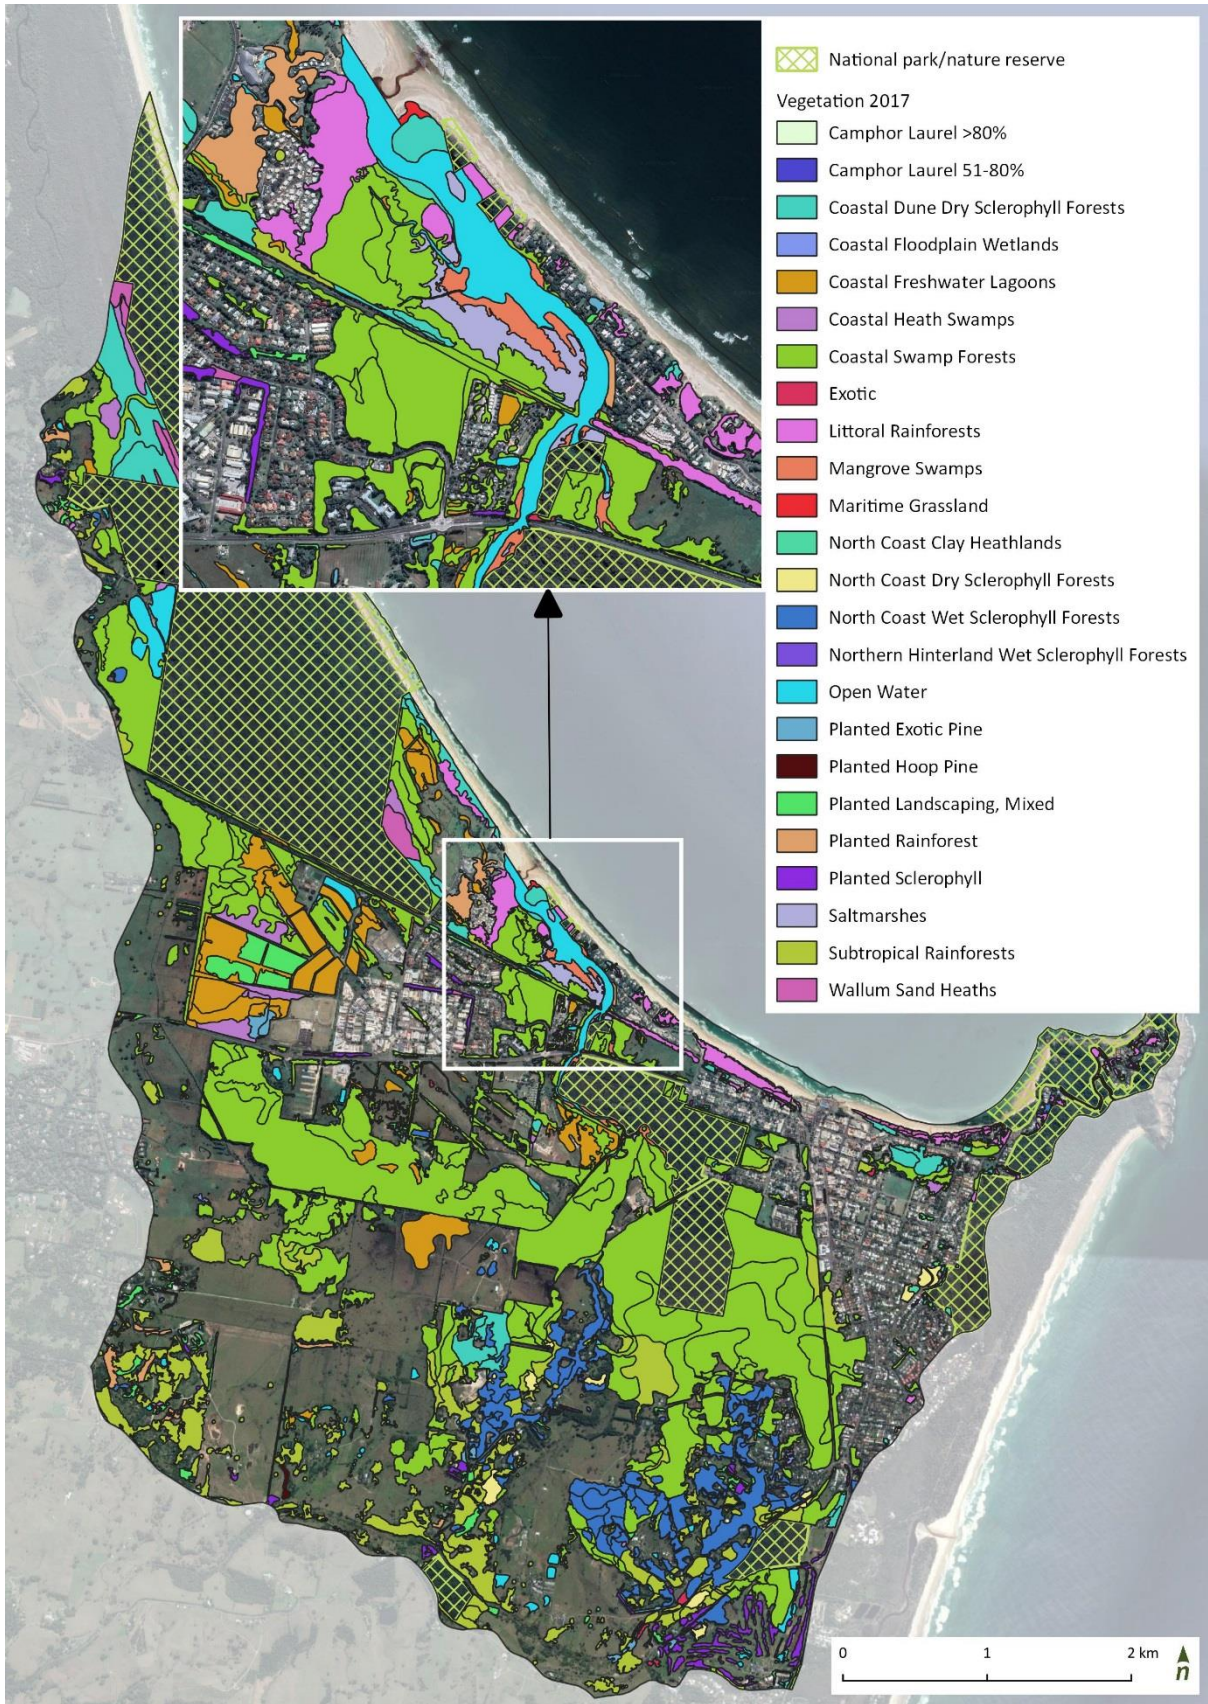 National park/nature reserve
Vegetation 2017
Camphor Laurel >80%
Camphor Laurel 51-80%
Coastal Dune Dry Sclerophyll Forests
Coastal Floodplain Wetlands
Coastal Freshwater Lagoons
Coastal Heath Swamps
Coastal Swamp Forests
Exotic
Littoral Rainforests
Mangrove Swamps
Maritime Grassland
North Coast Clay Heathlands
North Coast Dry Sclerophyll Forests
North Coast Wet Sclerophyll Forests
Northern Hinterland Wet Sclerophyll Forests
Open Water
Planted Exotic Pine
Planted Hoop Pine
Planted Landscaping, Mixed
Planted Rainforest
Planted Sclerophyll
Saltmarshes
Subtropical Rainforests
Wallum Sand Heaths
0 1 2 km
n